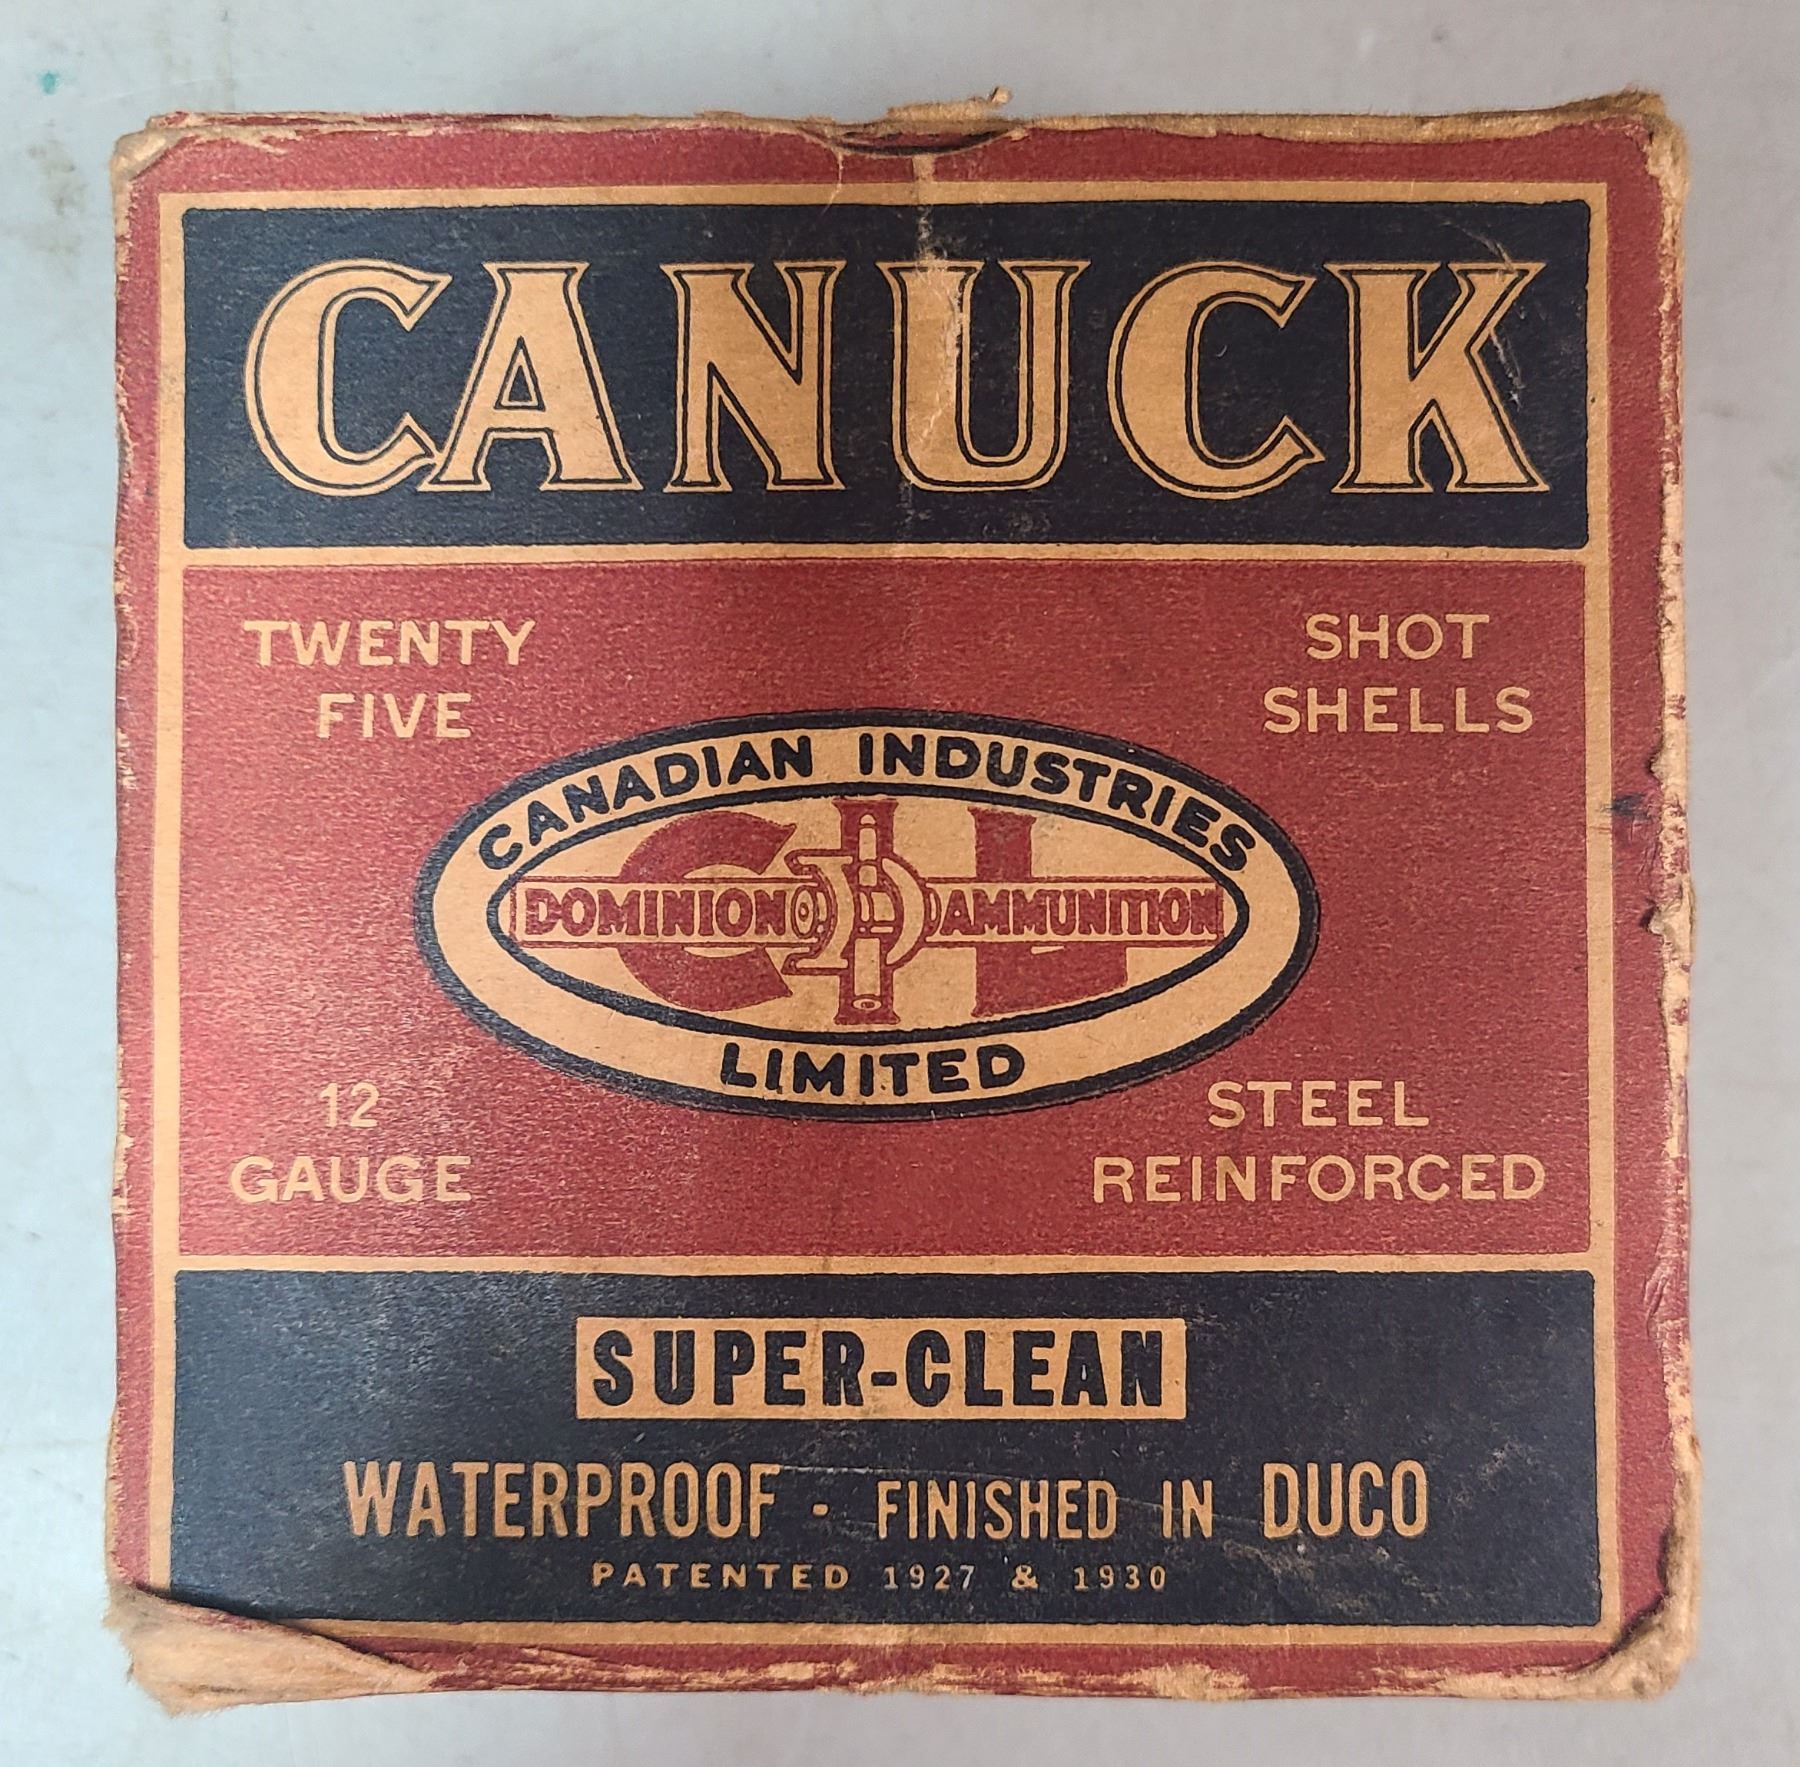 CANUCK
TWENTY
FIVE
SHOT
SHELLS
CANADIAN INDUSTRIES
CIL
DOMINION D AMMUNITION
LIMITED
12
GAUGE
STEEL
REINFORCED
SUPER-CLEAN
WATERPROOF - FINISHED IN DUCO
PATENTED 1927 & 1930